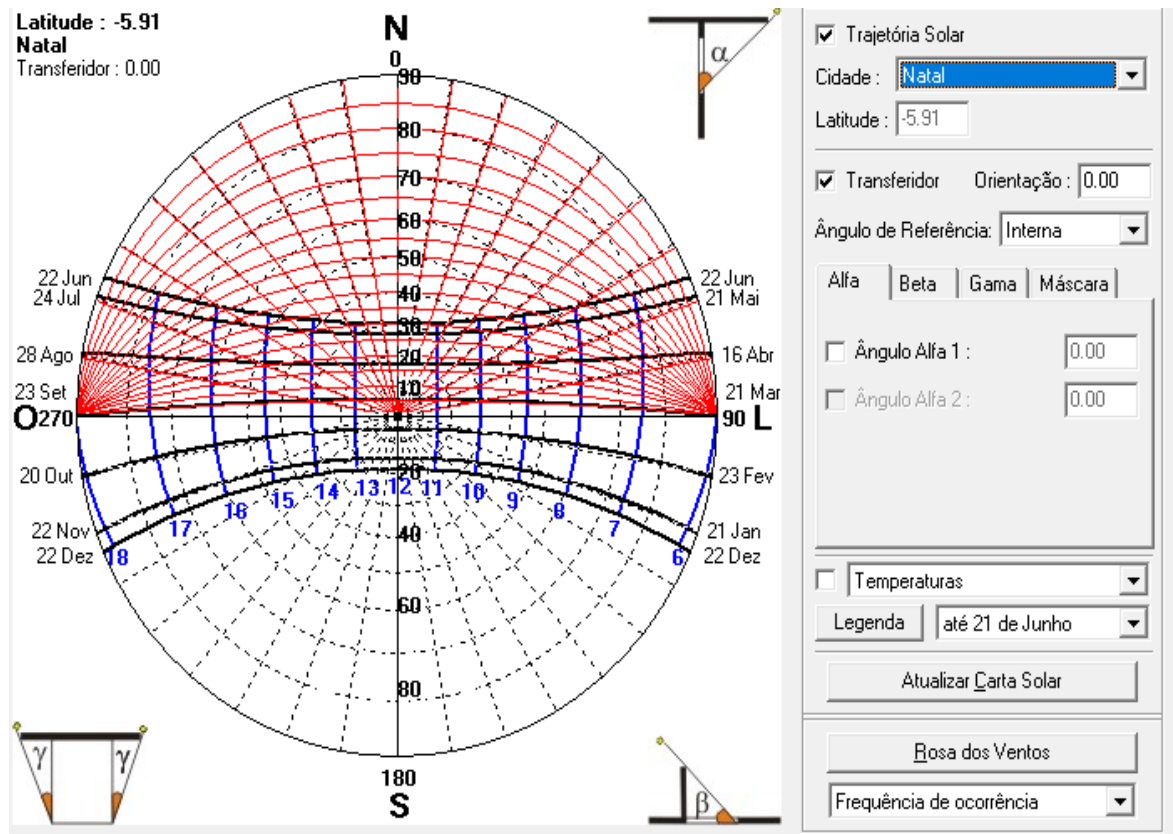 Latitude : -5.91
Natal
Transferidor : 0.00
N
0
90
80
70
60
50
40
30
20
10
α
22 Jun
24 Jul
28 Ago
23 Set
O 270
20 Out
22 Nov
22 Dez
22 Jun
21 Mai
16 Abr
21 Mar
90 L
23 Fev
21 Jan
22 Dez
18
17
16
15
14
13
12
11
10
9
8
7
6
20
40
60
80
180
S
γ γ
β
Trajetória Solar
Cidade : Natal
Latitude : -5.91
Transferidor Orientação : 0.00
Ângulo de Referência: Interna
Alfa Beta Gama Máscara
Ângulo Alfa 1 : 0.00
Ângulo Alfa 2 : 0.00
Temperaturas
Legenda até 21 de Junho
Atualizar Carta Solar
Rosa dos Ventos
Frequência de ocorrência